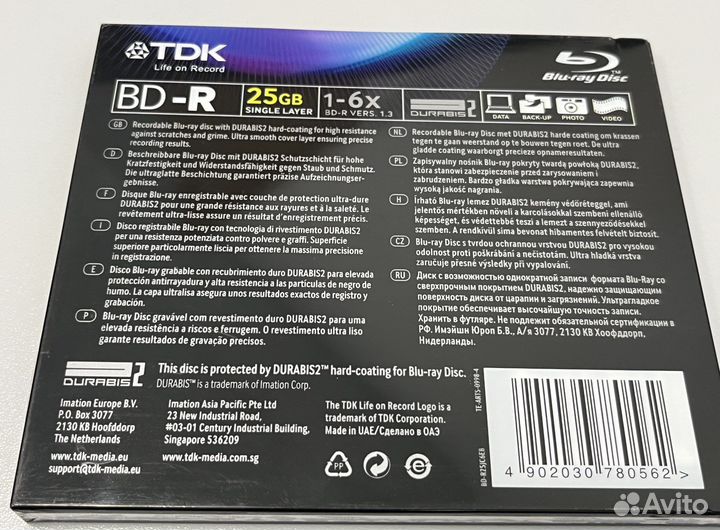 TDK
Life on Record
Blu-ray Disc™
BD-R
25GB
SINGLE LAYER
1-6x
BD-R VERS. 1.3
DURABIS2
DATA
BACK-UP
PHOTO
VIDEO
GB Recordable Blu-ray disc with DURABIS2 hard-coating for high resistance
against scratches and grime. Ultra smooth cover layer ensuring precise
recording results.
D Beschreibbare Blu-ray Disc mit DURABIS2 Schutzschicht für hohe
Kratzfestigkeit und Widerstandsfähigkeit gegen Staub und Schmutz.
Die ultraglatte Beschichtung garantiert präzise Aufzeichnungser-
gebnisse.
F Disque Blu-ray enregistrable avec couche de protection ultra-dure
DURABIS2 pour une grande résistance aux rayures et à la saleté. Le
revêtement ultra-lisse assure un résultat d'enregistrement précis.
I Disco registrabile Blu-ray con tecnologia di rivestimento DURABIS2
per una resistenza potenziata contro polvere e graffi. Superficie
superiore particolarmente liscia per ottenere la massima precisione
in registrazione.
E Disco Blu-ray grabable con recubrimiento duro DURABIS2 para elevada
protección antirrayadura y alta resistencia a las partículas de negro de
humo. La capa ultralisa asegura unos resultados exactos de registro y
grabación.
P Blu-ray Disc gravável com revestimento duro DURABIS2 para uma
elevada resistência a riscos e ferrugem. O revestimento ultra liso
garante resultados de gravação precisos.
NL Recordable Blu-ray Disc met DURABIS2 harde coating om krassen
tegen te gaan en weerstand op te bouwen tegen roet. De ultra
gladde coating waarborgt precieze opnameresultaten.
PL Zapisywalny nośnik Blu-ray pokryty twardą powłoką DURABIS2,
która stanowi zabezpieczenie przed zarysowaniem i
zabrudzeniem. Bardzo gładka warstwa pokrywająca zapewnia
wysoką jakość nagrania.
H Írható Blu-ray lemez DURABIS2 kemény védőréteggel, ami
jelentős mértékben növeli a karcolásokkal szembeni ellenálló
képességet, és védettebbé teszi a lemezt a szennyeződésekkel
szemben. A rendkívül sima bevonat hibamentes felvételt biztosít.
CZ Blu-ray Disc s tvrdou ochrannou vrstvou DURABIS2 pro vysokou
odolnost proti poškrábání a nečistotám. Ultra hladká vrstva
zaručuje přesné výsledky při vypalování.
RU Диск с возможностью однократной записи формата Blu-Ray со
сверхпрочным покрытием DURABIS2, надежно защищающим
поверхность диска от царапин и загрязнений. Ультрагладкое
покрытие обеспечивает высочайшую точность записи.
Хранить в футляре. Не подлежит обязательной сертификации в
РФ. Имэйшн Юроп Б.В., А/я 3077, 2130 КВ Хоофддорп,
Нидерланды.
DURABIS2
This disc is protected by DURABIS2™ hard-coating for Blu-ray Disc.
DURABIS™ is a trademark of Imation Corp.
Imation Europe B.V.
P.O. Box 3077
2130 KB Hoofddorp
The Netherlands
www.tdk-media.eu
support@tdk-media.eu
Imation Asia Pacific Pte Ltd
23 New Industrial Road,
#03-01 Century Industrial Building,
Singapore 536209
www.tdk-media.com.sg
The TDK Life on Record Logo is a
trademark of TDK Corporation.
Made in UAE/Сделано в ОАЭ
PP
e
TE-ARTS-0998-4
BD-R25JC6EB
4 902030 780562 >
Avito